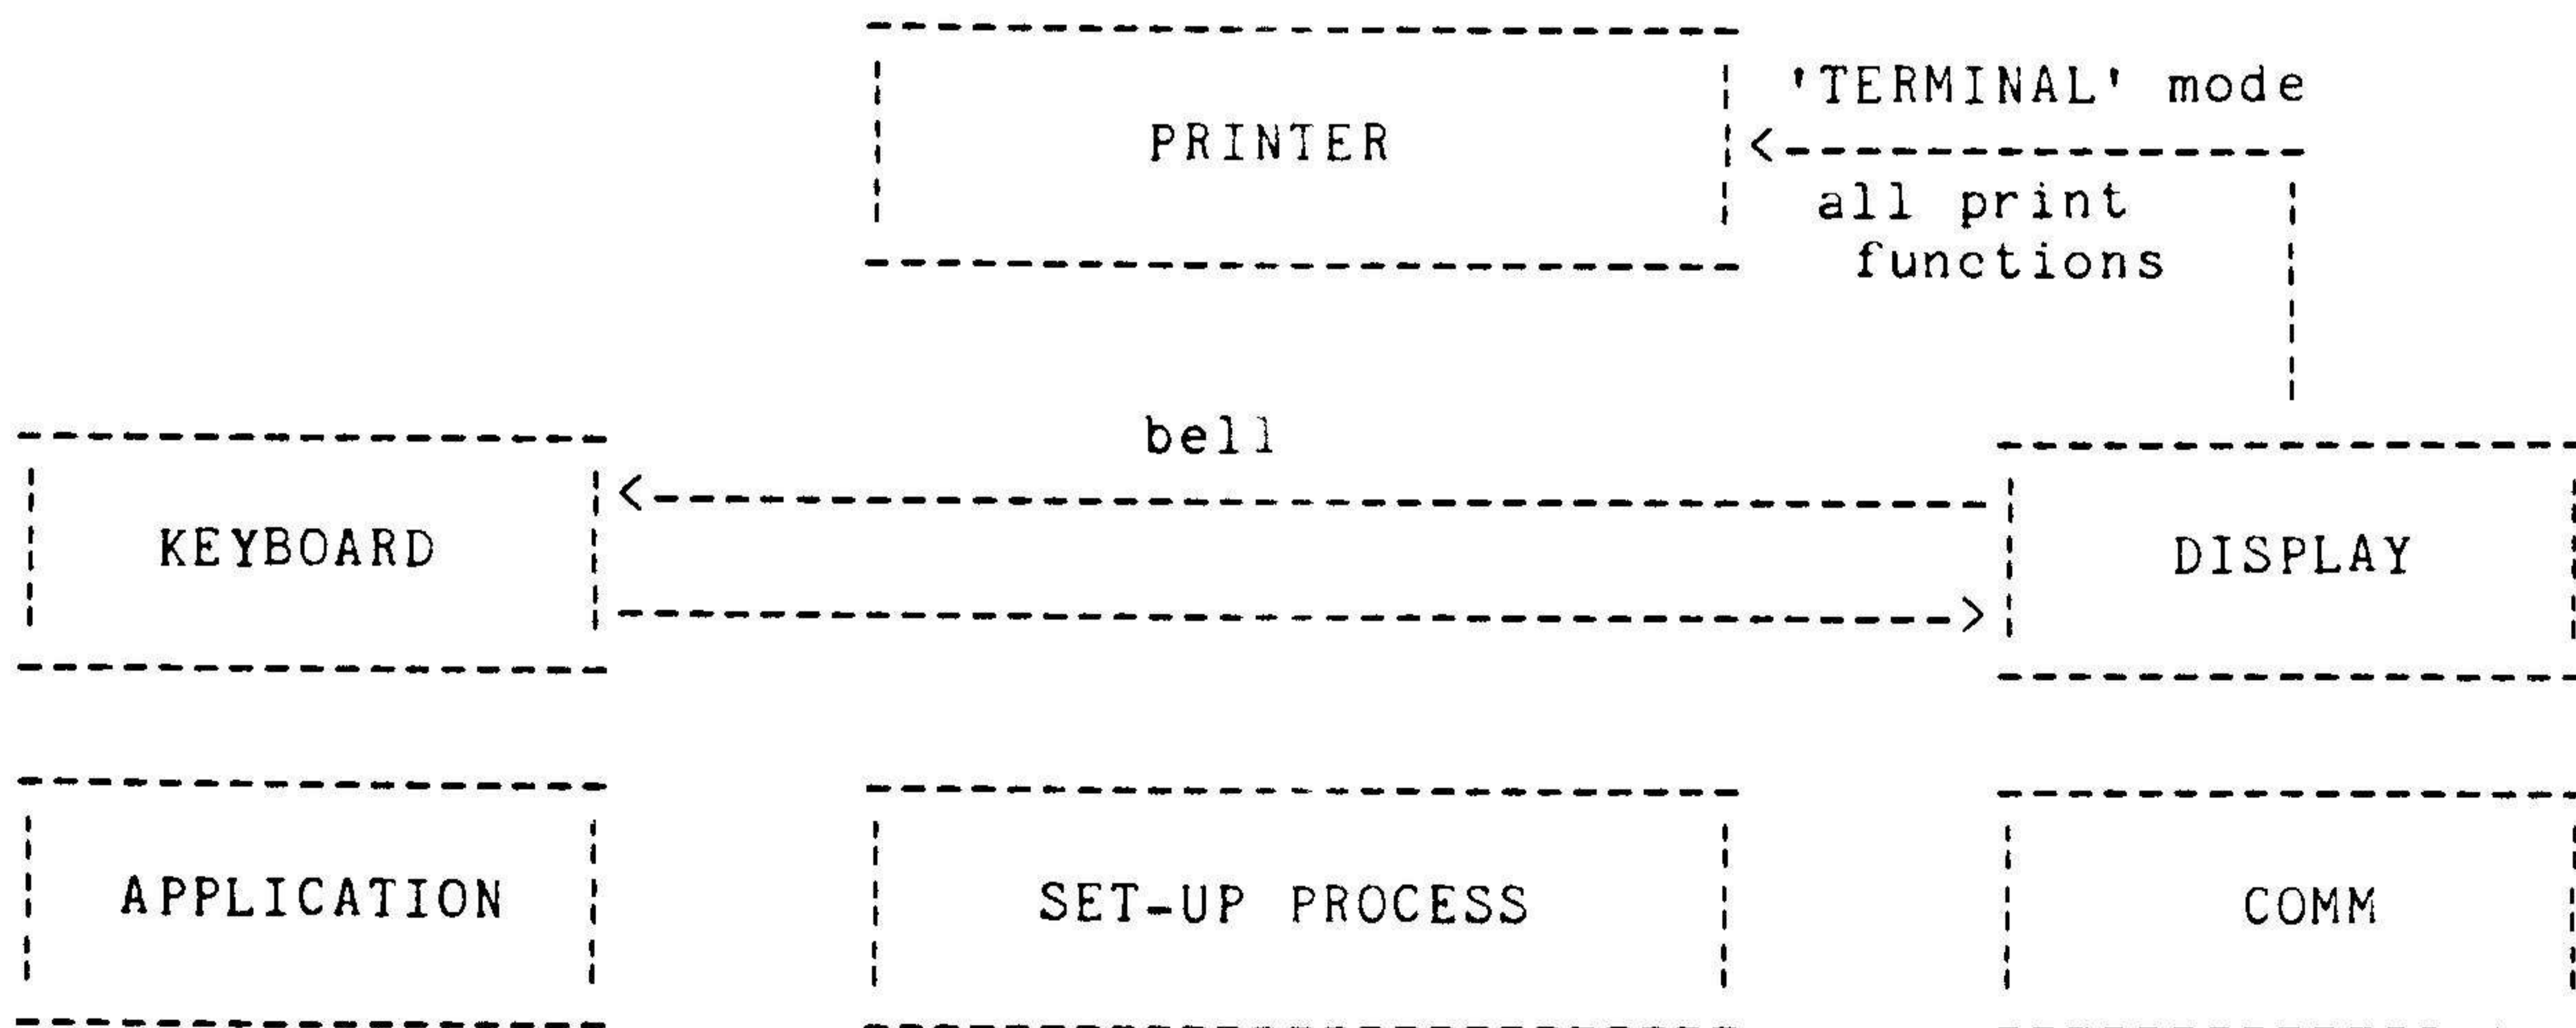 'TERMINAL' mode
PRINTER
all print
functions
bell
KEYBOARD
DISPLAY
APPLICATION
SET-UP PROCESS
COMM